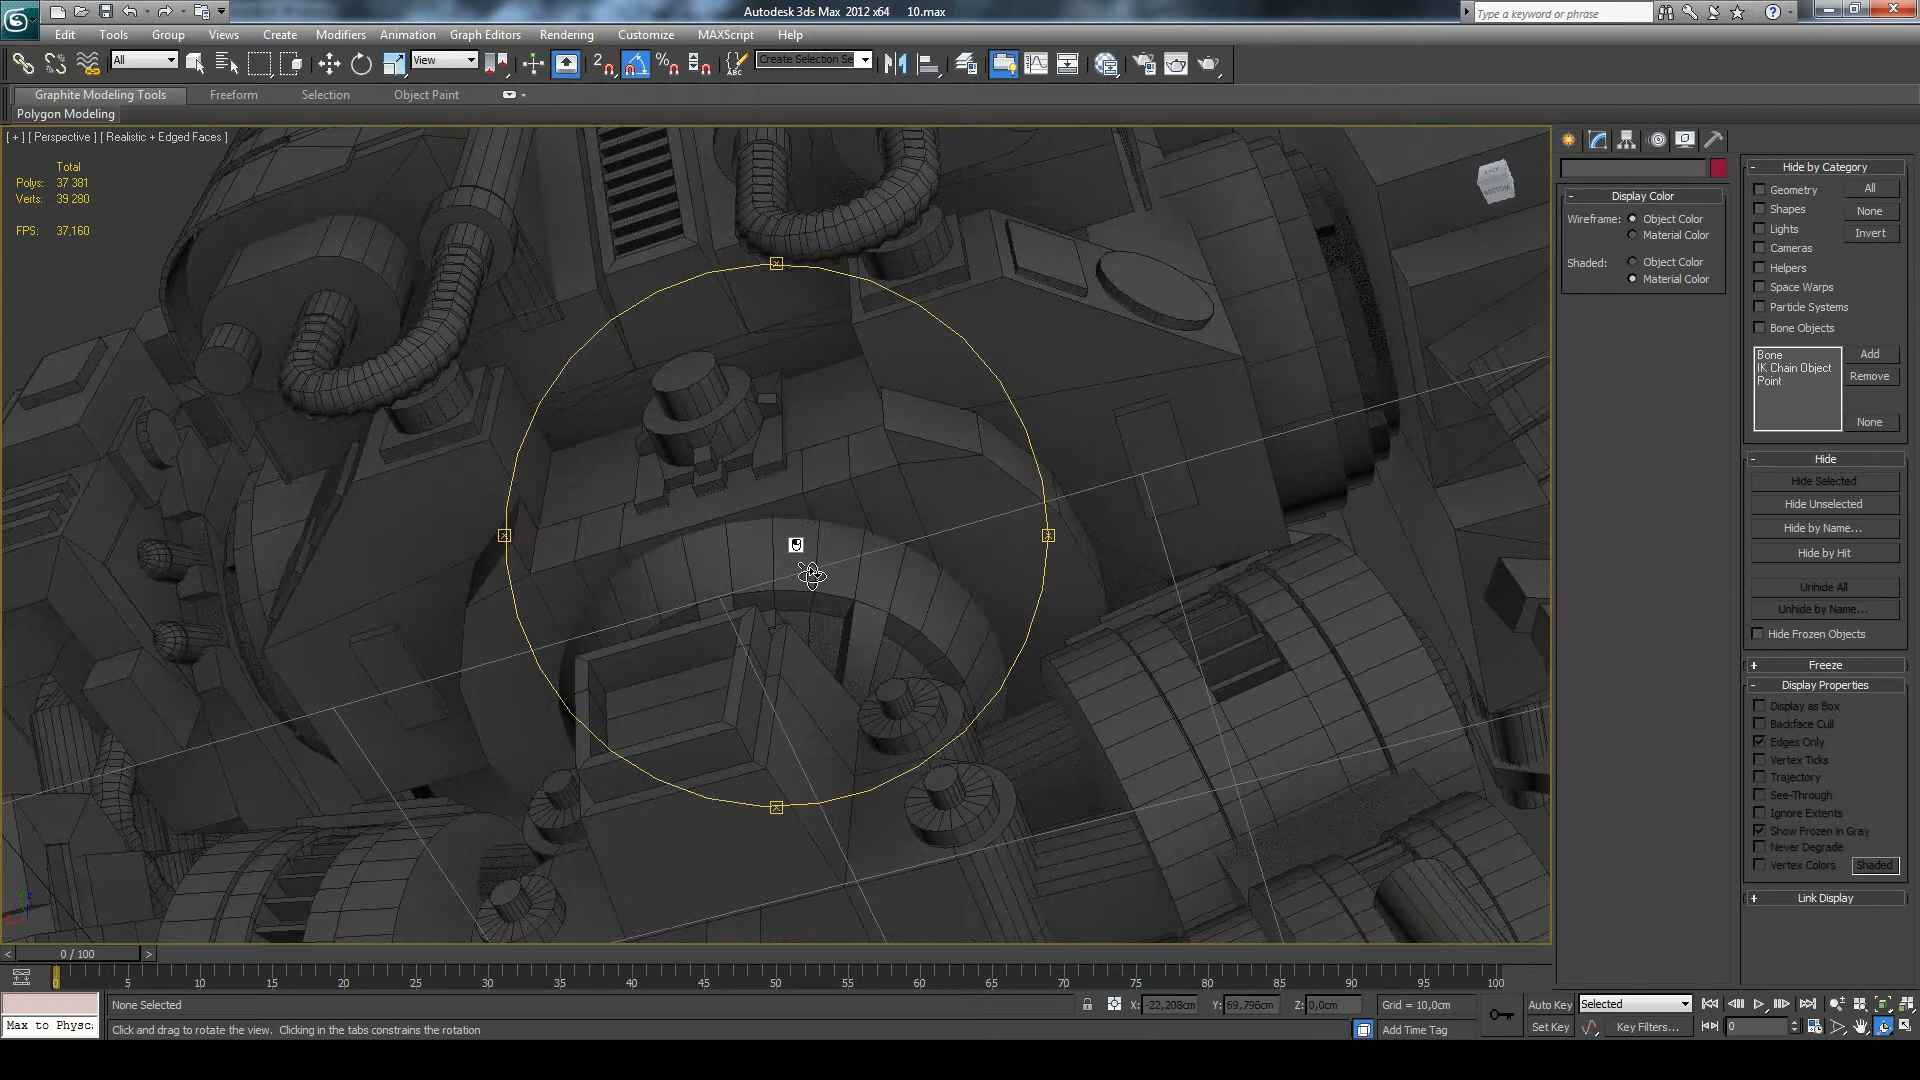 Autodesk 3ds Max 2012 x64 10.max
Type a keyword or phrase
Edit Tools Group Views Create Modifiers Animation Graph Editors Rendering Customize MAXScript Help
All View Create Selection Se
Graphite Modeling Tools Freeform Selection Object Paint
Polygon Modeling
[ + ] [ Perspective ] [ Realistic + Edged Faces ]
Total
Polys: 37 381
Verts: 39 280
FPS: 37,160
BOTTOM
Display Color
Wireframe: Object Color
Material Color
Shaded: Object Color
Material Color
Hide by Category
Geometry All
Shapes None
Lights Invert
Cameras
Helpers
Space Warps
Particle Systems
Bone Objects
Bone Add
IK Chain Object Remove
Point
None
Hide
Hide Selected
Hide Unselected
Hide by Name...
Hide by Hit
Unhide All
Unhide by Name...
Hide Frozen Objects
Freeze
Display Properties
Display as Box
Backface Cull
Edges Only
Vertex Ticks
Trajectory
See-Through
Ignore Extents
Show Frozen in Gray
Never Degrade
Vertex Colors Shaded
Link Display
0 / 100
0 5 10 15 20 25 30 35 40 45 50 55 60 65 70 75 80 85 90 95 100
None Selected X: -22,208cm Y: 69,796cm Z: 0,0cm Grid = 10,0cm Auto Key Selected
Max to Physc: Click and drag to rotate the view. Clicking in the tabs constrains the rotation Add Time Tag Set Key Key Filters... 0